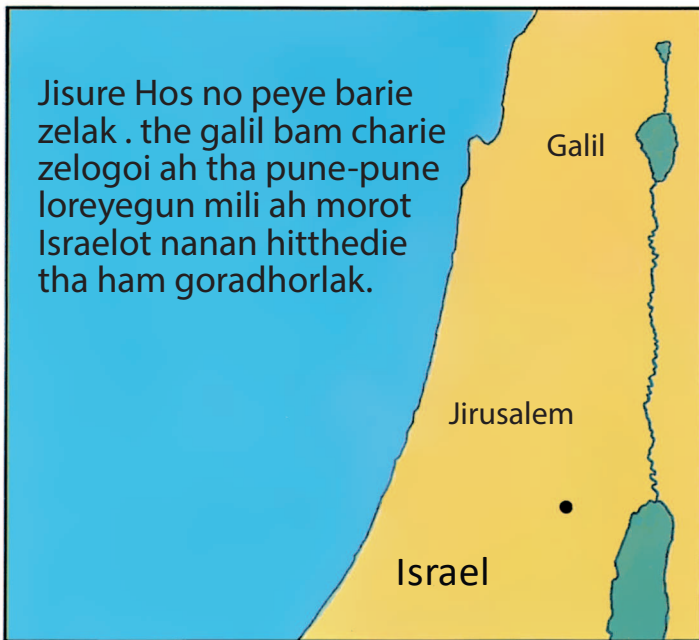 Jisure Hos no peye barie
zelak . the galil bam charie
zelogoi ah tha pune-pune
loreyegun mili ah morot
Israelot nanan hitthedie
tha ham goradhorlak.
Galil
Jirusalem
Israel